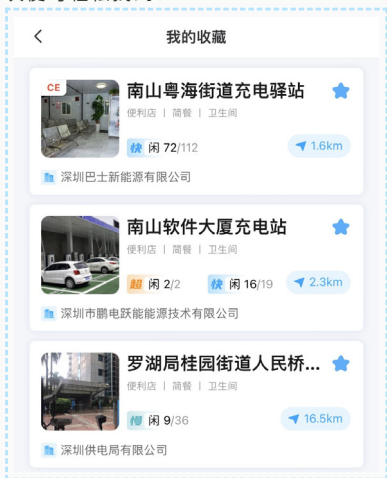 我的收藏
CE
南山粤海街道充电驿站
便利店 | 简餐 | 卫生间
快 闲 72/112
1.6km
深圳巴士新能源有限公司
南山软件大厦充电站
便利店 | 简餐 | 卫生间
超 闲 2/2 快 闲 16/19
2.3km
深圳市鹏电跃能能源技术有限公司
罗湖局桂园街道人民桥...
便利店 | 简餐 | 卫生间
慢 闲 9/36
16.5km
深圳供电局有限公司